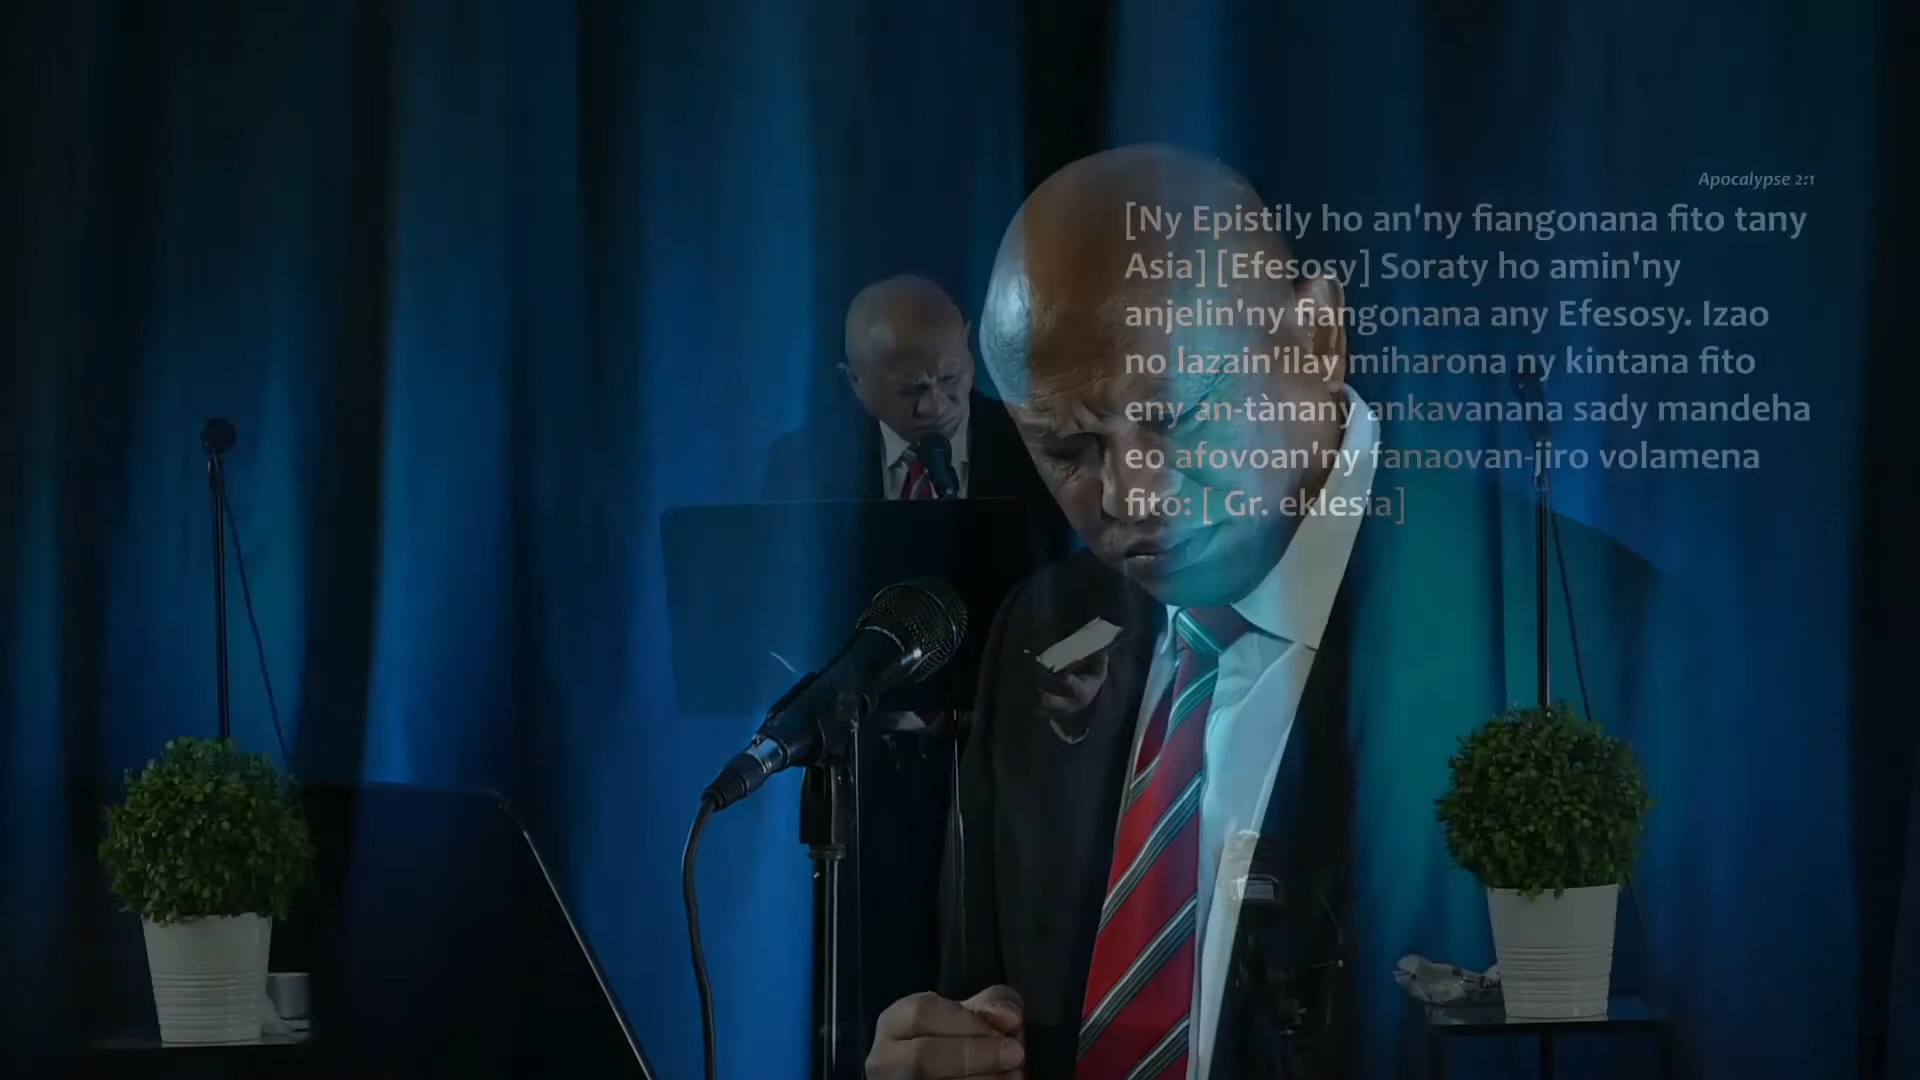 Apocalypse 2:1
[Ny Epistily ho an'ny fiangonana fito tany
Asia] [Efesosy] Soraty ho amin'ny
anjelin'ny fiangonana any Efesosy. Izao
no lazain'ilay miharona ny kintana fito
eny an-tànany ankavanana sady mandeha
eo afovoan'ny fanaovan-jiro volamena
fito: [ Gr. eklesia]